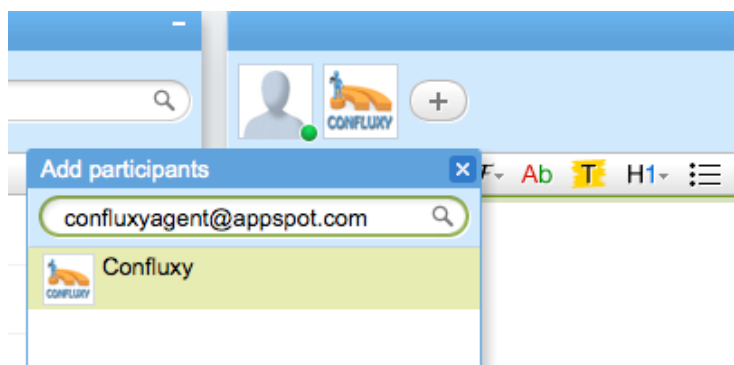 CONFLUXY
Add participants
F Ab T H1
confluxyagent@appspot.com
Confluxy
CONFLUXY